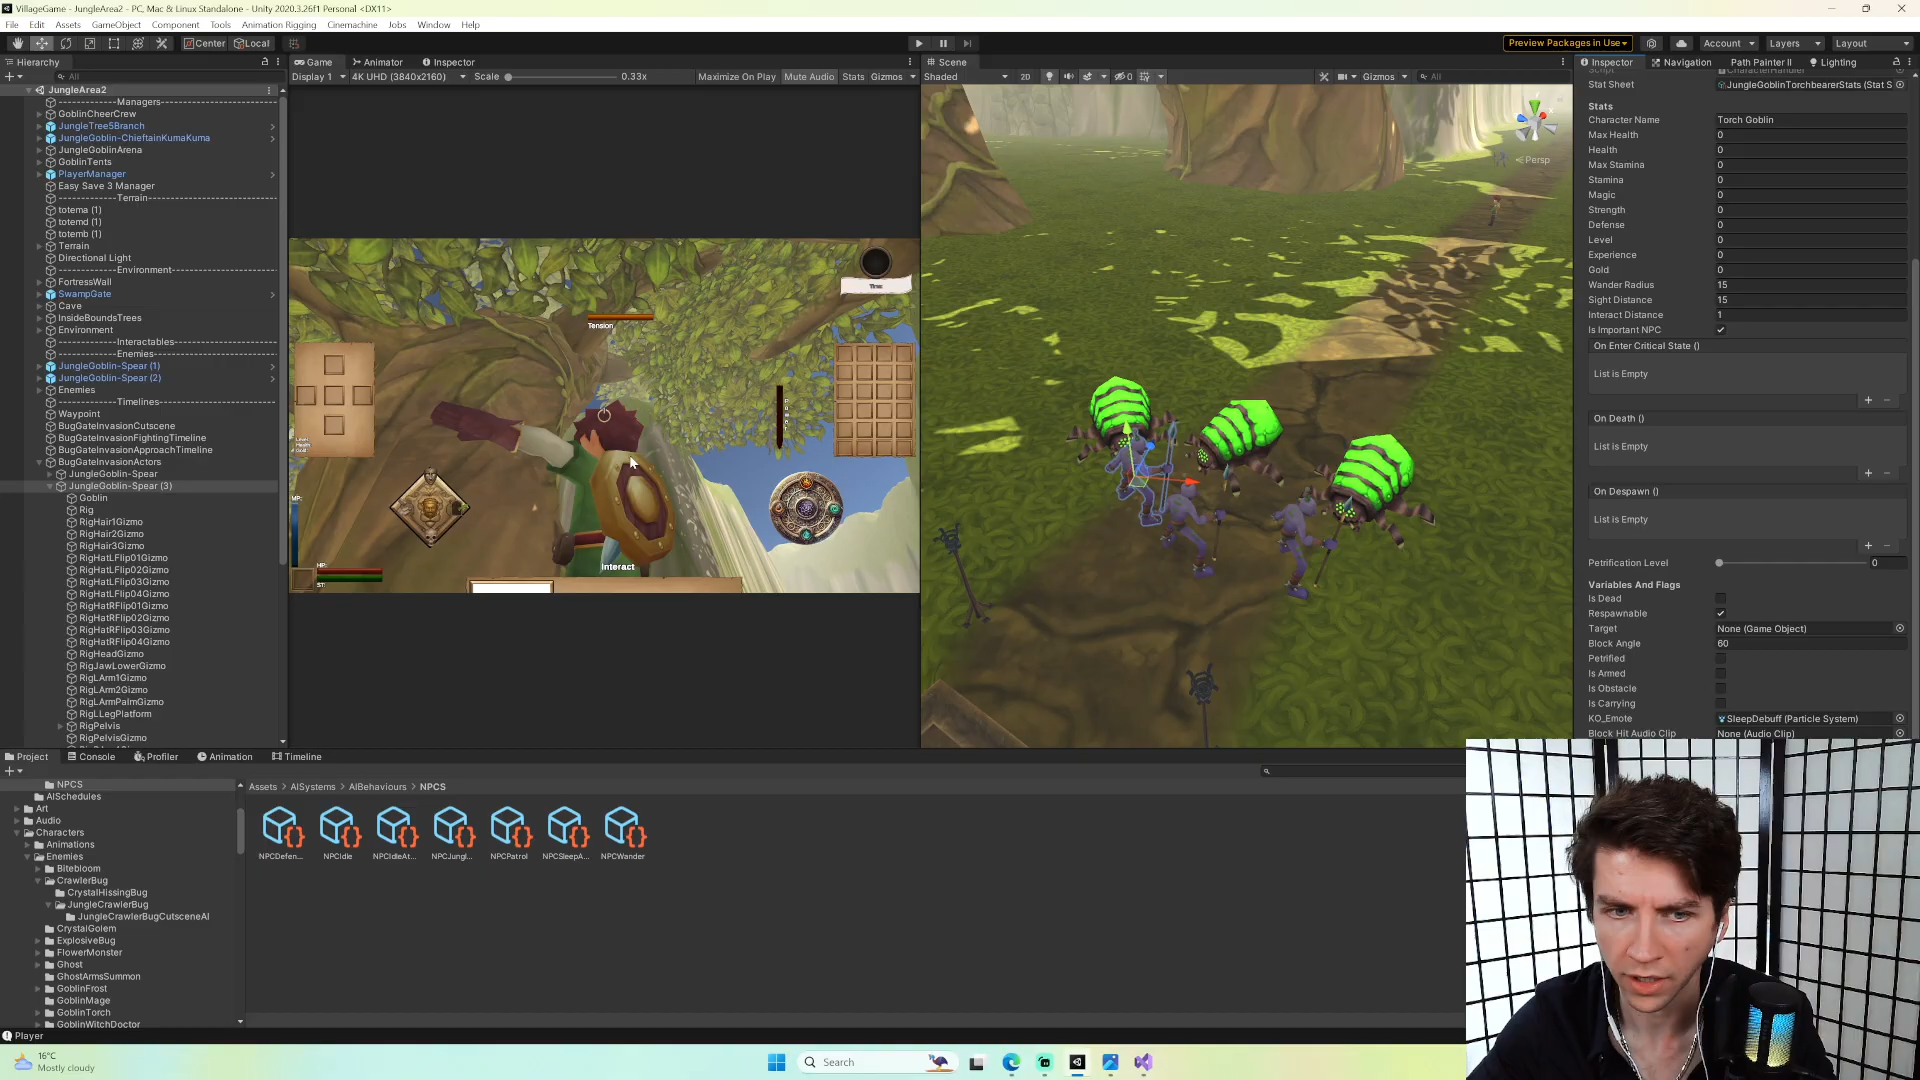 VillageGame - JungleArea2 - PC, Mac & Linux Standalone - Unity 2020.3.26f1 Personal <DX11>
File Edit Assets GameObject Component Tools Animation Rigging Cinemachine Jobs Window Help
Center Local
Preview Packages in Use Account Layers Layout
Hierarchy
All
JungleArea2
--------------Managers--------------
GoblinCheerCrew
JungleTree5Branch
JungleGoblin-ChieftainKumaKuma
JungleGoblinArena
GoblinTents
PlayerManager
Easy Save 3 Manager
--------------Terrain--------------
totema (1)
totemd (1)
totemb (1)
Terrain
Directional Light
--------------Environment--------------
FortressWall
SwampGate
Cave
InsideBoundsTrees
Environment
--------------Interactables--------------
--------------Enemies--------------
JungleGoblin-Spear (1)
JungleGoblin-Spear (2)
Enemies
--------------Timelines--------------
Waypoint
BugGateInvasionCutscene
BugGateInvasionFightingTimeline
BugGateInvasionApproachTimeline
BugGateInvasionActors
JungleGoblin-Spear
JungleGoblin-Spear (3)
Goblin
Rig
RigHair1Gizmo
RigHair2Gizmo
RigHair3Gizmo
RigHatLFlip01Gizmo
RigHatLFlip02Gizmo
RigHatLFlip03Gizmo
RigHatLFlip04Gizmo
RigHatRFlip01Gizmo
RigHatRFlip02Gizmo
RigHatRFlip03Gizmo
RigHatRFlip04Gizmo
RigHeadGizmo
RigJawLowerGizmo
RigLArm1Gizmo
RigLArm2Gizmo
RigLArmPalmGizmo
RigLLegPlatform
RigPelvis
RigPelvisGizmo
Game Animator Inspector
Display 1 4K UHD (3840x2160) Scale 0.33x Maximize On Play Mute Audio Stats Gizmos
Time
Tension
Level
Health
Gold
MP:
HP:
ST:
Interact
Scene
Shaded 2D 0 Gizmos All
Persp
Inspector Navigation Path Painter II Lighting
Script CharacterHandler
Stat Sheet JungleGoblinTorchbearerStats (Stat S
Stats
Character Name Torch Goblin
Max Health 0
Health 0
Max Stamina 0
Stamina 0
Magic 0
Strength 0
Defense 0
Level 0
Experience 0
Gold 0
Wander Radius 15
Sight Distance 15
Interact Distance 1
Is Important NPC
On Enter Critical State ()
List is Empty
On Death ()
List is Empty
On Despawn ()
List is Empty
Petrification Level 0
Variables And Flags
Is Dead
Respawnable
Target None (Game Object)
Block Angle 60
Petrified
Is Armed
Is Obstacle
Is Carrying
KO_Emote SleepDebuff (Particle System)
Block Hit Audio Clip None (Audio Clip)
Project Console Profiler Animation Timeline
NPCS
AISchedules
Art
Audio
Characters
Animations
Enemies
Bitebloom
CrawlerBug
CrystalHissingBug
JungleCrawlerBug
JungleCrawlerBugCutsceneAI
CrystalGolem
ExplosiveBug
FlowerMonster
Ghost
GhostArmsSummon
GoblinFrost
GoblinMage
GoblinTorch
GoblinWitchDoctor
Assets AISystems AIBehaviours NPCS
NPCDefen... NPCIdle NPCIdleAt... NPCJungl... NPCPatrol NPCSleepA... NPCWander
Player
16°C
Mostly cloudy
Search